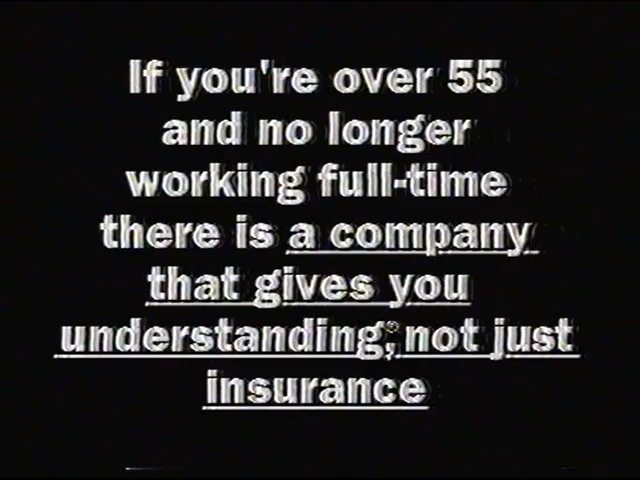 If you're over 55
and no longer
working full-time
there is a company
that gives you
understanding,® not just
insurance